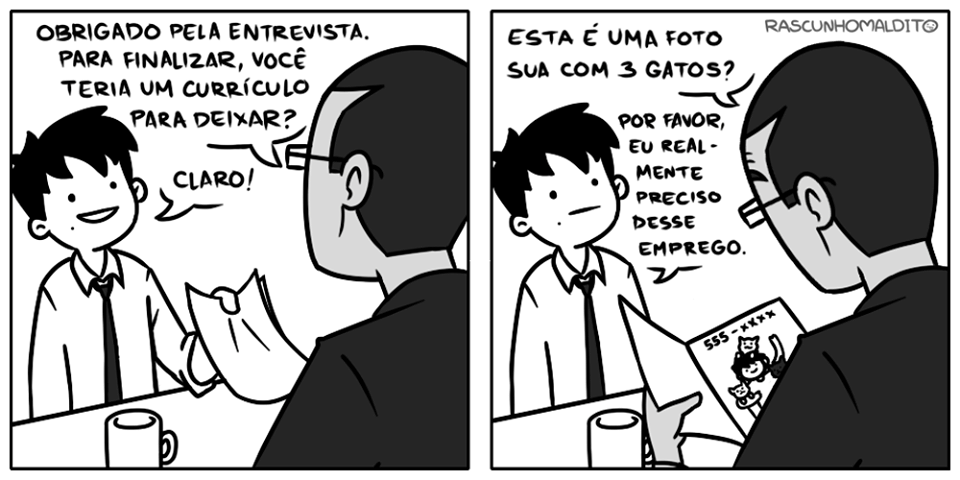 OBRIGADO PELA ENTREVISTA.
PARA FINALIZAR, VOCÊ
TERIA UM CURRÍCULO
PARA DEIXAR?
CLARO!
RASCUNHOMALDITO
ESTA É UMA FOTO
SUA COM 3 GATOS?
POR FAVOR,
EU REAL-
MENTE
PRECISO
DESSE
EMPREGO.
555-XXXX